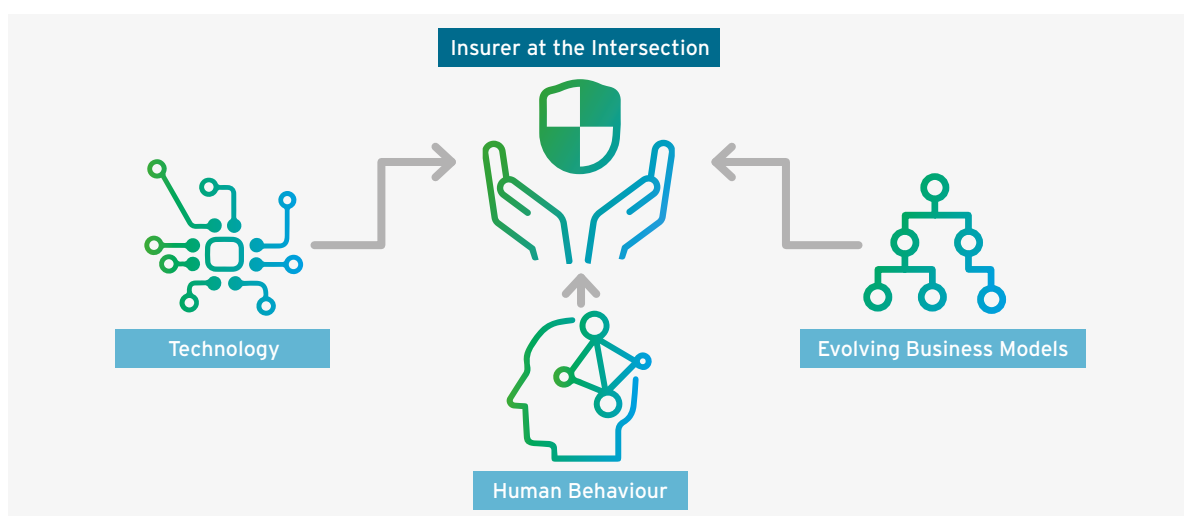 Insurer at the Intersection
Technology
Evolving Business Models
Human Behaviour